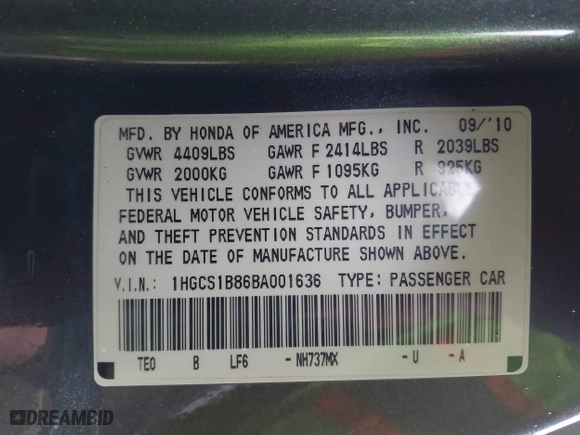 MFD. BY HONDA OF AMERICA MFG., INC. 09/'10
GVWR 4409LBS GAWR F 2414LBS R 2039LBS
GVWR 2000KG GAWR F 1095KG R 925KG
THIS VEHICLE CONFORMS TO ALL APPLICABLE
FEDERAL MOTOR VEHICLE SAFETY, BUMPER,
AND THEFT PREVENTION STANDARDS IN EFFECT
ON THE DATE OF MANUFACTURE SHOWN ABOVE.
V.I.N.: 1HGCS1B86BA001636 TYPE: PASSENGER CAR
TE0 B LF6 - NH737MX - U - A
DREAMBID